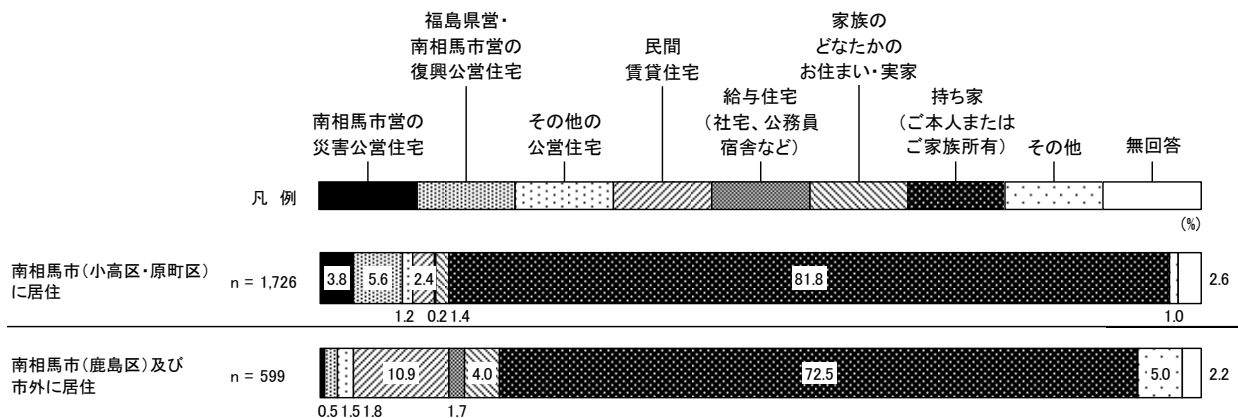 福島県営・
南相馬市営の
復興公営住宅
家族の
どなたかの
お住まい・実家
民間
賃貸住宅
南相馬市営の
災害公営住宅
その他の
公営住宅
給与住宅
（社宅、公務員
宿舎など）
持ち家
（ご本人または
ご家族所有）
その他
無回答
凡 例
(%)
南相馬市（小高区・原町区）
に居住
n = 1,726
3.8 5.6 2.4 81.8 2.6
1.2 0.2 1.4 1.0
南相馬市（鹿島区）及び
市外に居住
n = 599
10.9 4.0 72.5 5.0 2.2
0.5 1.5 1.8 1.7